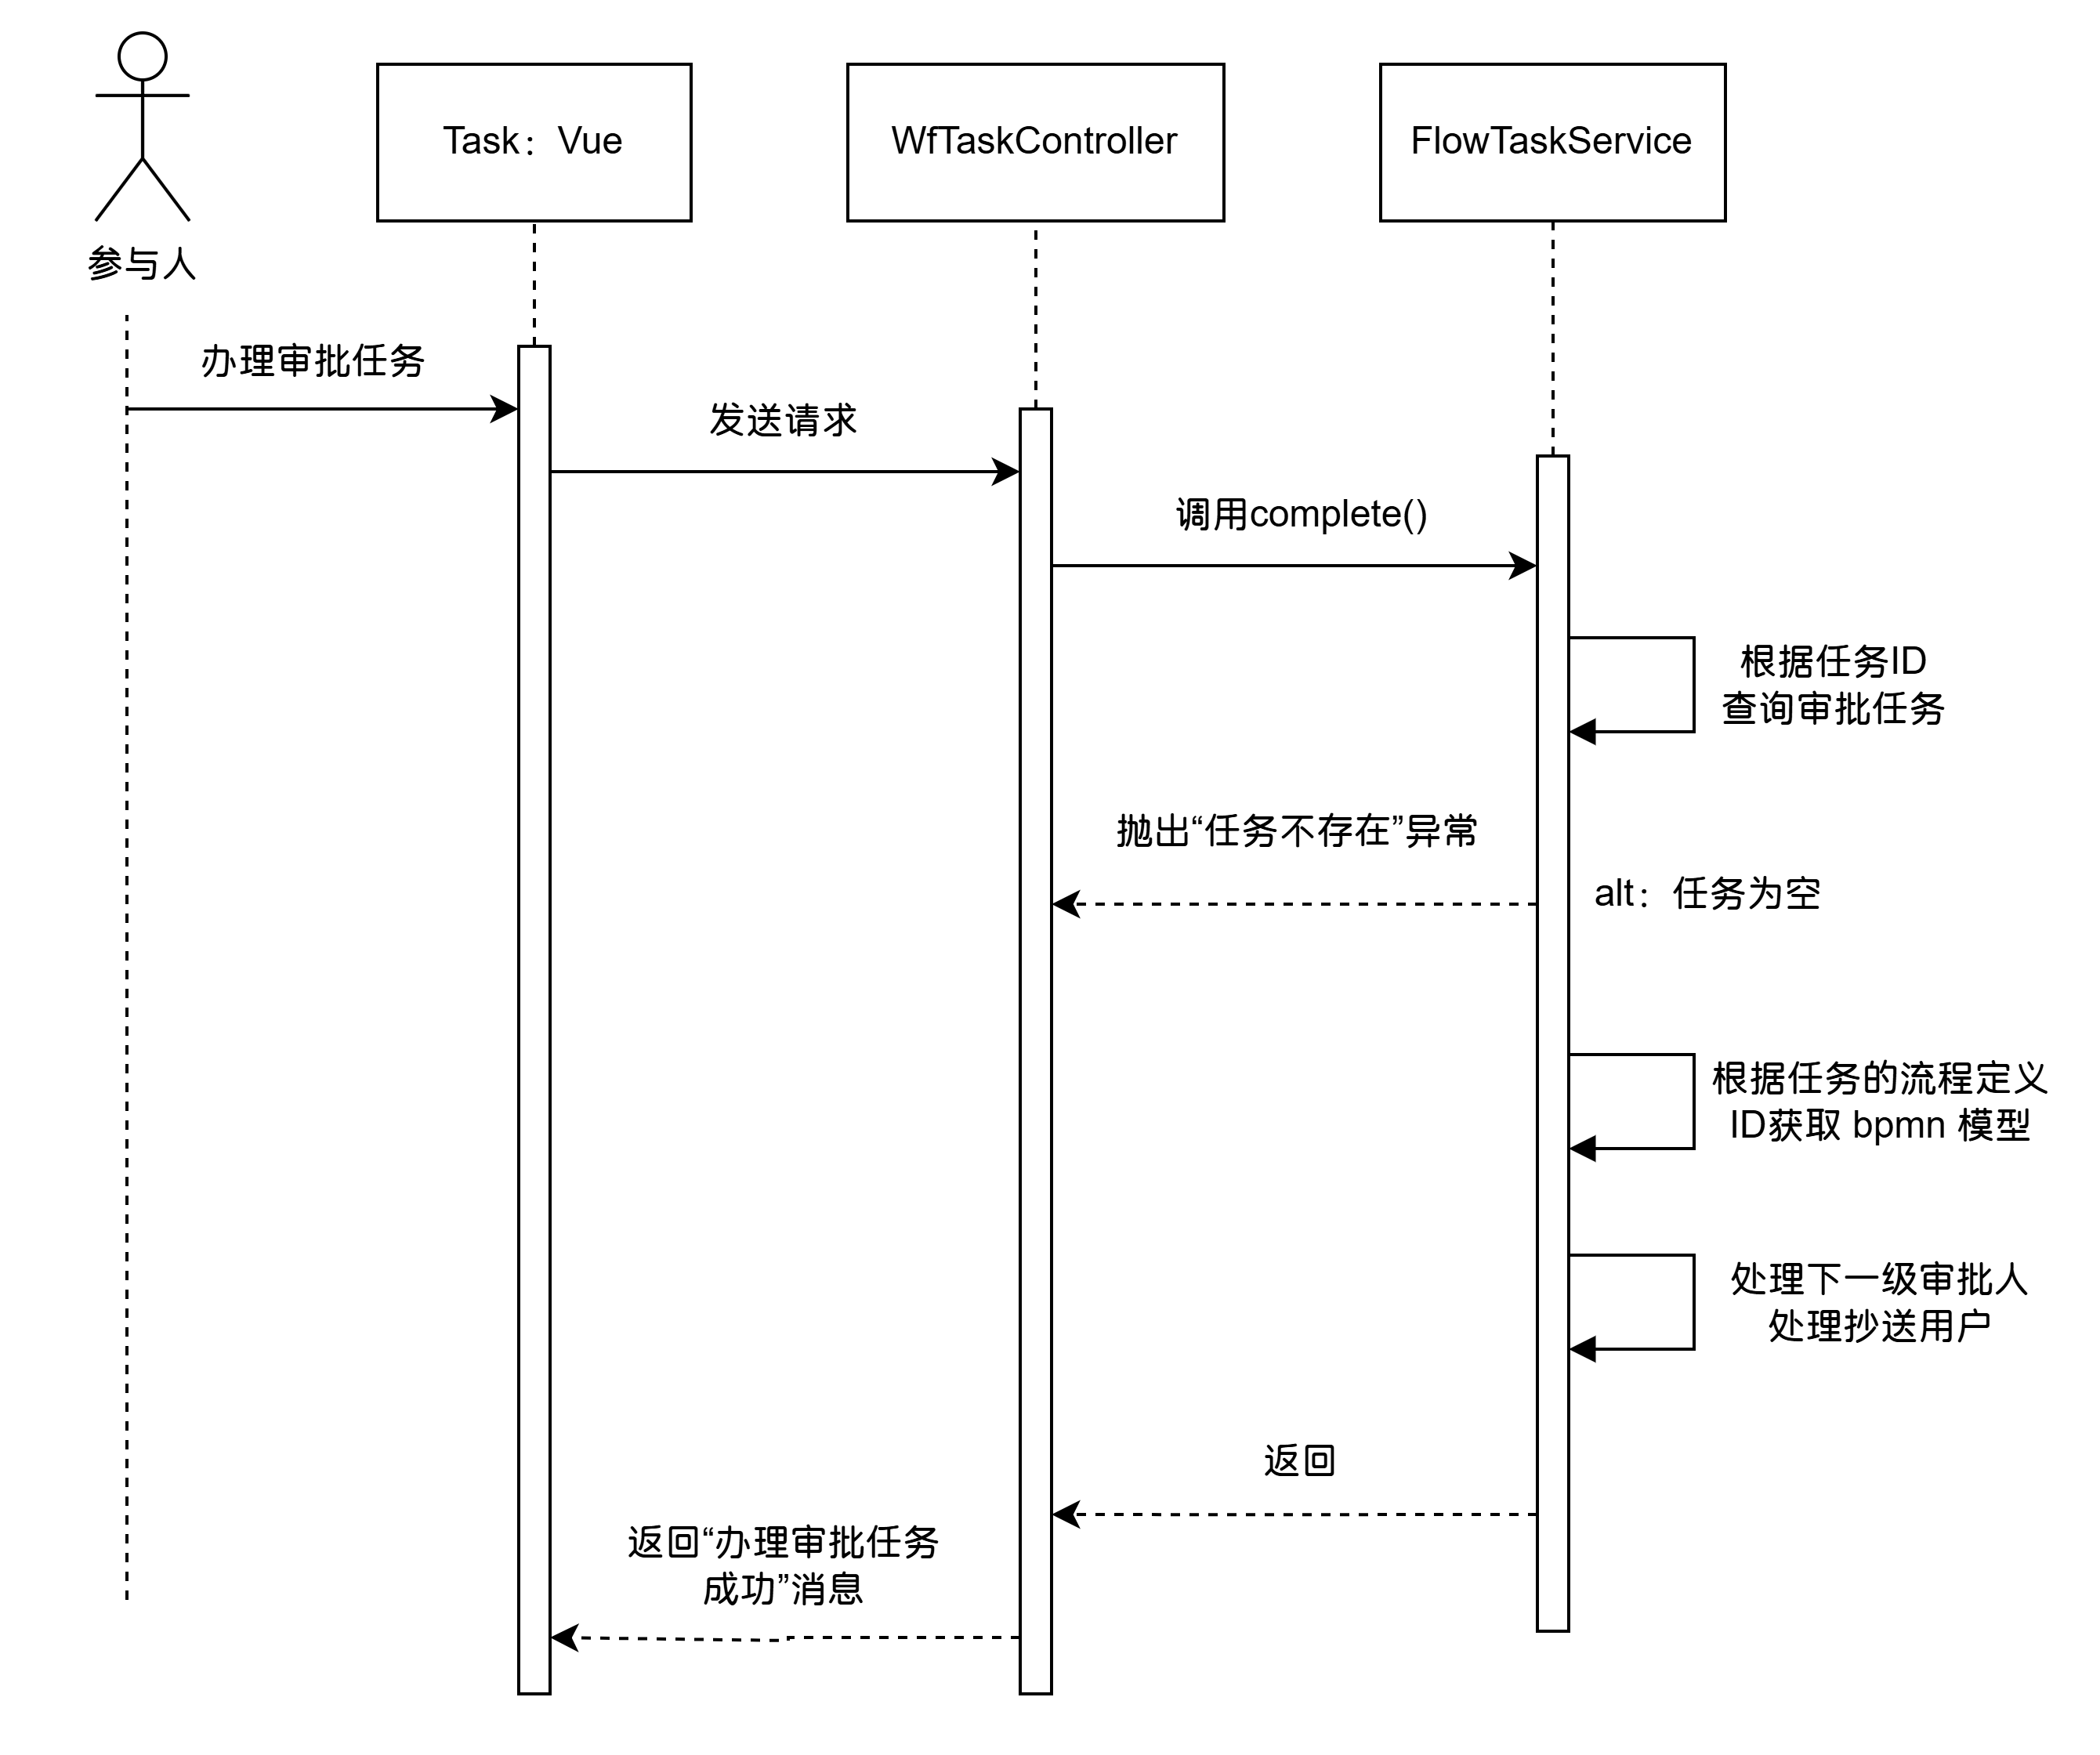 参与人
Task：Vue
WfTaskController
FlowTaskService
办理审批任务
发送请求
调用complete()
根据任务ID
查询审批任务
抛出“任务不存在”异常
alt：任务为空
根据任务的流程定义
ID获取 bpmn 模型
处理下一级审批人
处理抄送用户
返回
返回“办理审批任务
成功”消息